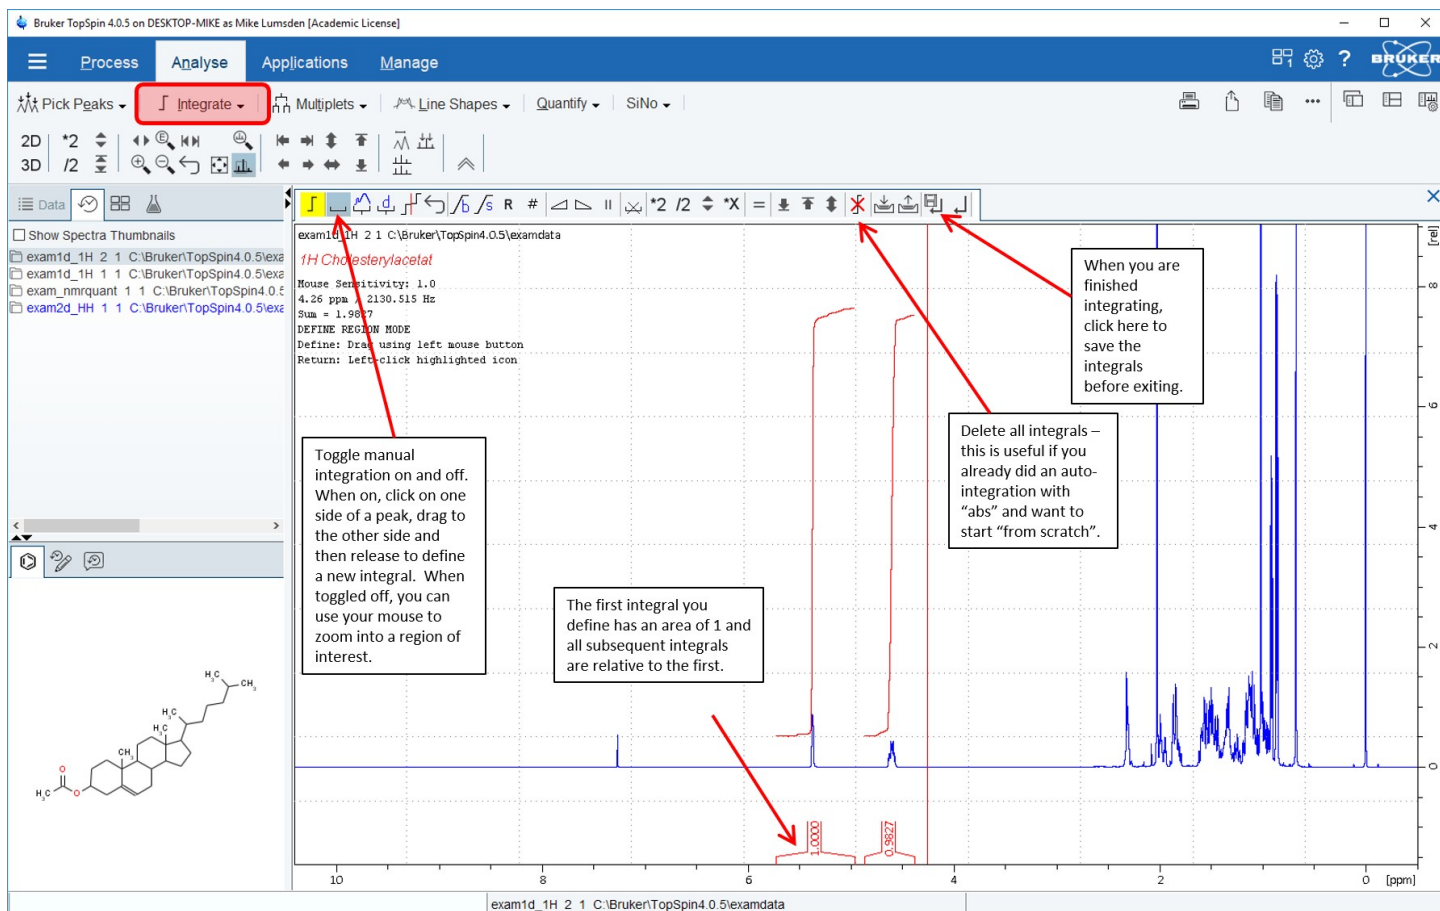 Bruker TopSpin 4.0.5 on DESKTOP-MIKE as Mike Lumsden [Academic License]
Process Analyse Applications Manage
BRUKER
Pick Peaks Integrate Multiplets Line Shapes Quantify SiNo
2D *2
3D /2
Data
R # *2 /2 *X =
Show Spectra Thumbnails
exam1d_1H 2 1 C:\Bruker\TopSpin4.0.5\exa
exam1d_1H 1 1 C:\Bruker\TopSpin4.0.5\exa
exam_nmrquant 1 1 C:\Bruker\TopSpin4.0.5
exam2d_HH 1 1 C:\Bruker\TopSpin4.0.5\exa
exam1d_1H 2 1 C:\Bruker\TopSpin4.0.5\examdata
1H Cholesterylacetat
Mouse Sensitivity: 1.0
4.26 ppm / 2130.515 Hz
Sum = 1.9827
DEFINE REGION MODE
Define: Drag using left mouse button
Return: Left-click highlighted icon
When you are
finished
integrating,
click here to
save the
integrals
before exiting.
Delete all integrals –
this is useful if you
already did an auto-
integration with
“abs” and want to
start “from scratch”.
Toggle manual
integration on and off.
When on, click on one
side of a peak, drag to
the other side and
then release to define
a new integral. When
toggled off, you can
use your mouse to
zoom into a region of
interest.
The first integral you
define has an area of 1 and
all subsequent integrals
are relative to the first.
1.0000
0.9827
[rel]
8
6
4
2
0
10 8 6 4 2 0 [ppm]
H3C
CH3
H3C
H3C
CH3
O
H3C
O
exam1d_1H 2 1 C:\Bruker\TopSpin4.0.5\examdata